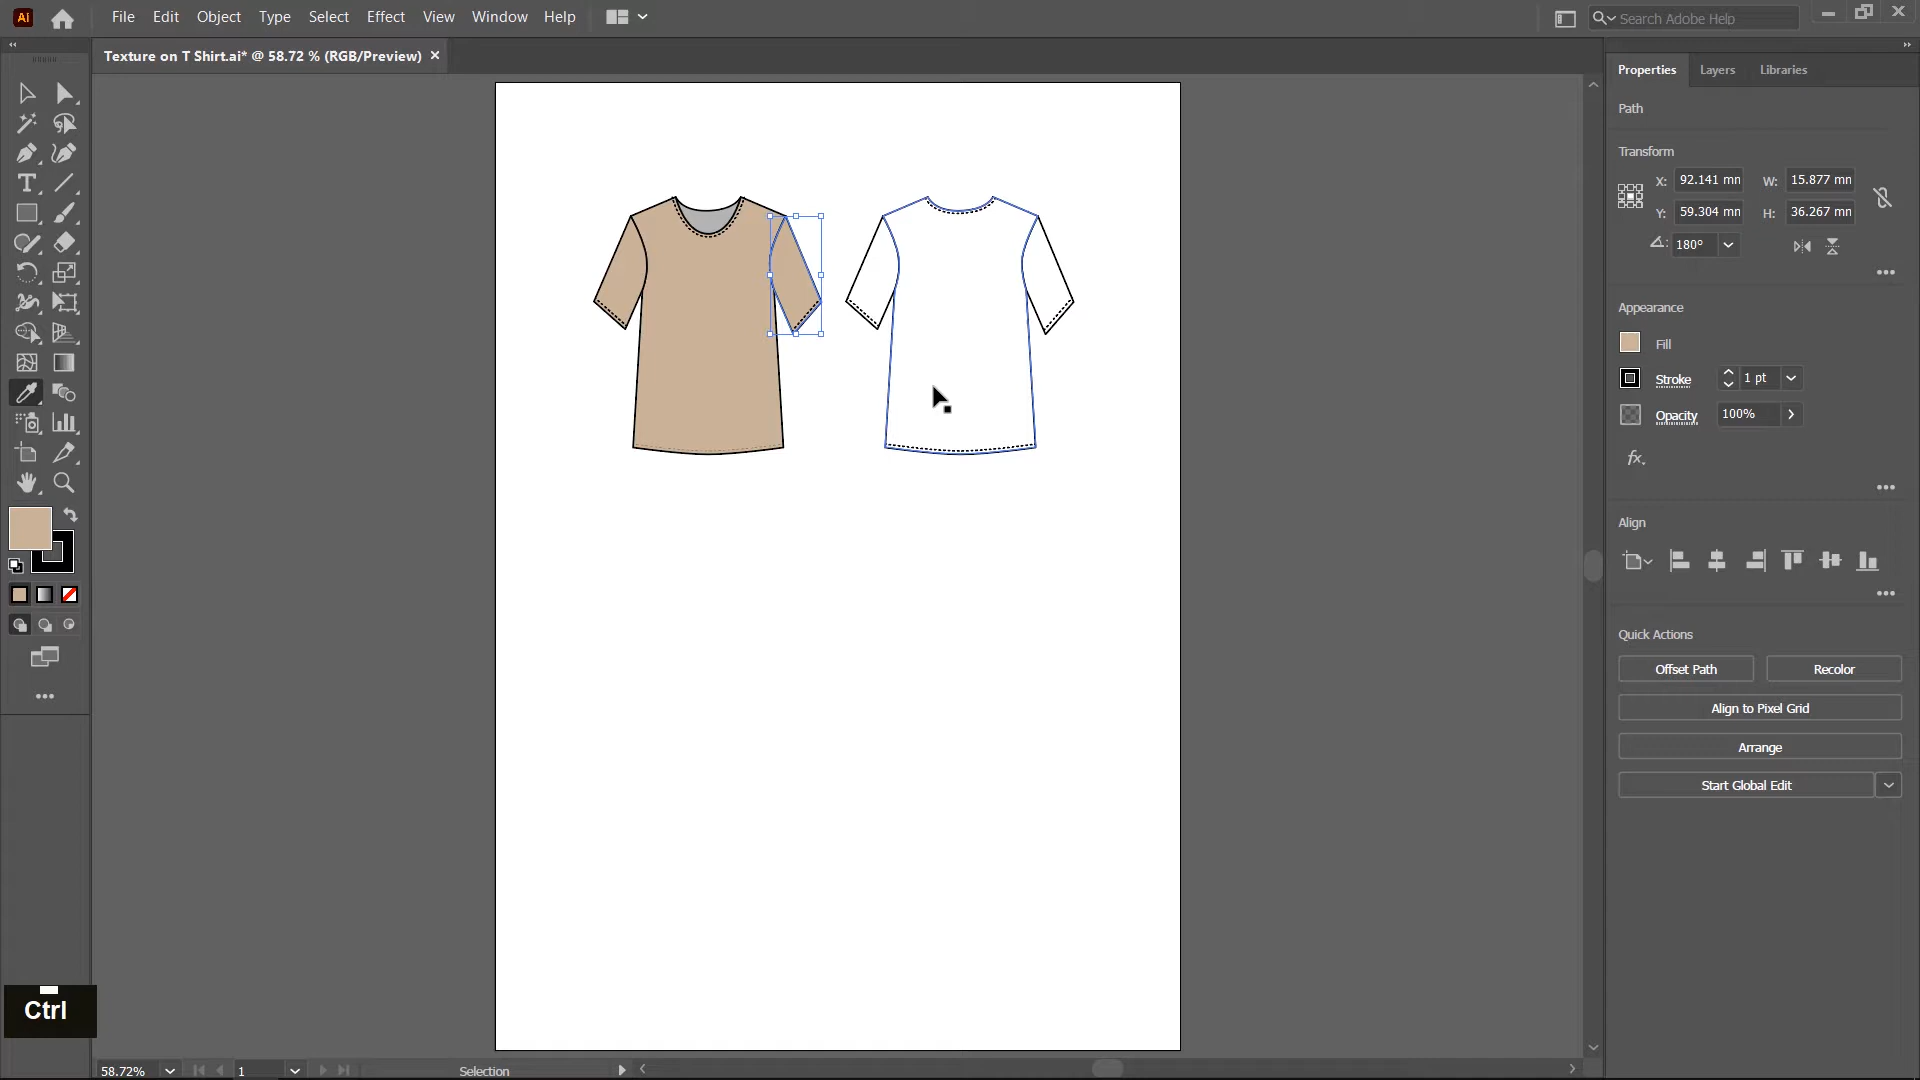 Ai File Edit Object Type Select Effect View Window Help Search Adobe Help
Texture on T Shirt.ai* @ 58.72 % (RGB/Preview) ×
Properties Layers Libraries
Path
Transform
X: 92.141 mm W: 15.877 mm
Y: 59.304 mm H: 36.267 mm
180°
Appearance
Fill
Stroke 1 pt
Opacity 100%
fx
Align
Quick Actions
Offset Path Recolor
Align to Pixel Grid
Arrange
Start Global Edit
Ctrl
58.72% 1 Selection